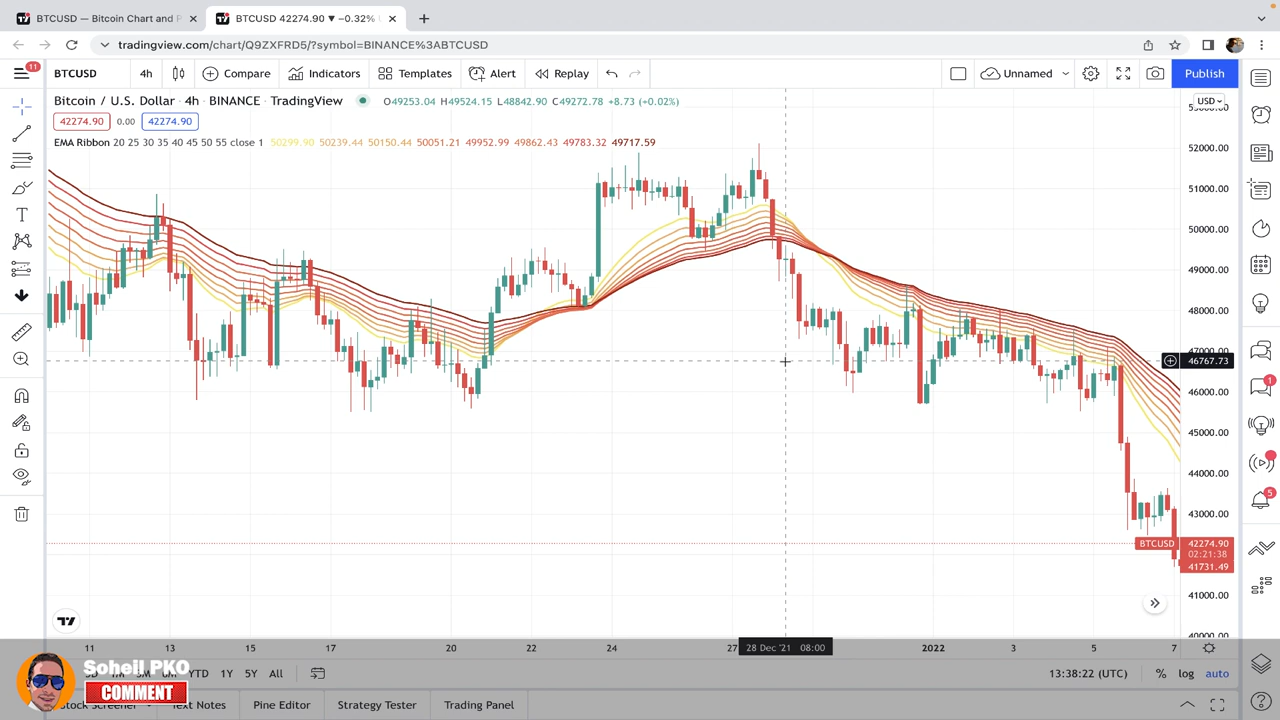 BTCUSD — Bitcoin Chart and P
BTCUSD 42274.90 ▼ −0.32%
tradingview.com/chart/Q9ZXFRD5/?symbol=BINANCE%3ABTCUSD
11
BTCUSD 4h Compare Indicators Templates Alert Replay Unnamed Publish
Bitcoin / U.S. Dollar · 4h · BINANCE · TradingView O49253.04 H49524.15 L48842.90 C49272.78 +8.73 (+0.02%)
USD
42274.90 0.00 42274.90
EMA Ribbon 20 25 30 35 40 45 50 55 close 1 50299.90 50239.44 50150.44 50051.21 49952.99 49862.43 49783.32 49717.59
53000.00
52000.00
51000.00
50000.00
49000.00
48000.00
47000.00
46767.73
46000.00
45000.00
44000.00
43000.00
BTCUSD 42274.90
02:21:38
41731.49
41000.00
40000.00
1
5
11 13 15 17 20 22 24 27 28 Dec '21 08:00 2022 3 5 7
YTD 1Y 5Y All 13:38:22 (UTC) % log auto
Stock Screener Text Notes Pine Editor Strategy Tester Trading Panel
Soheil PKO
COMMENT